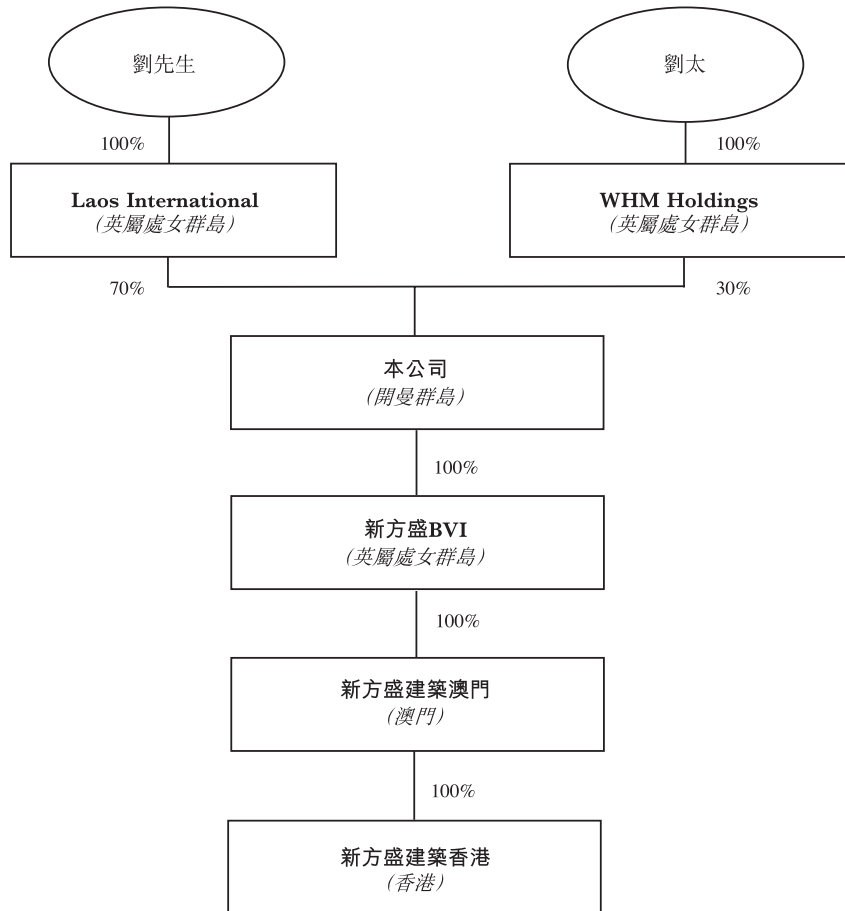 劉先生
劉太
100%
100%
Laos International
(英屬處女群島)
WHM Holdings
(英屬處女群島)
70%
30%
本公司
(開曼群島)
100%
新方盛BVI
(英屬處女群島)
100%
新方盛建築澳門
(澳門)
100%
新方盛建築香港
(香港)